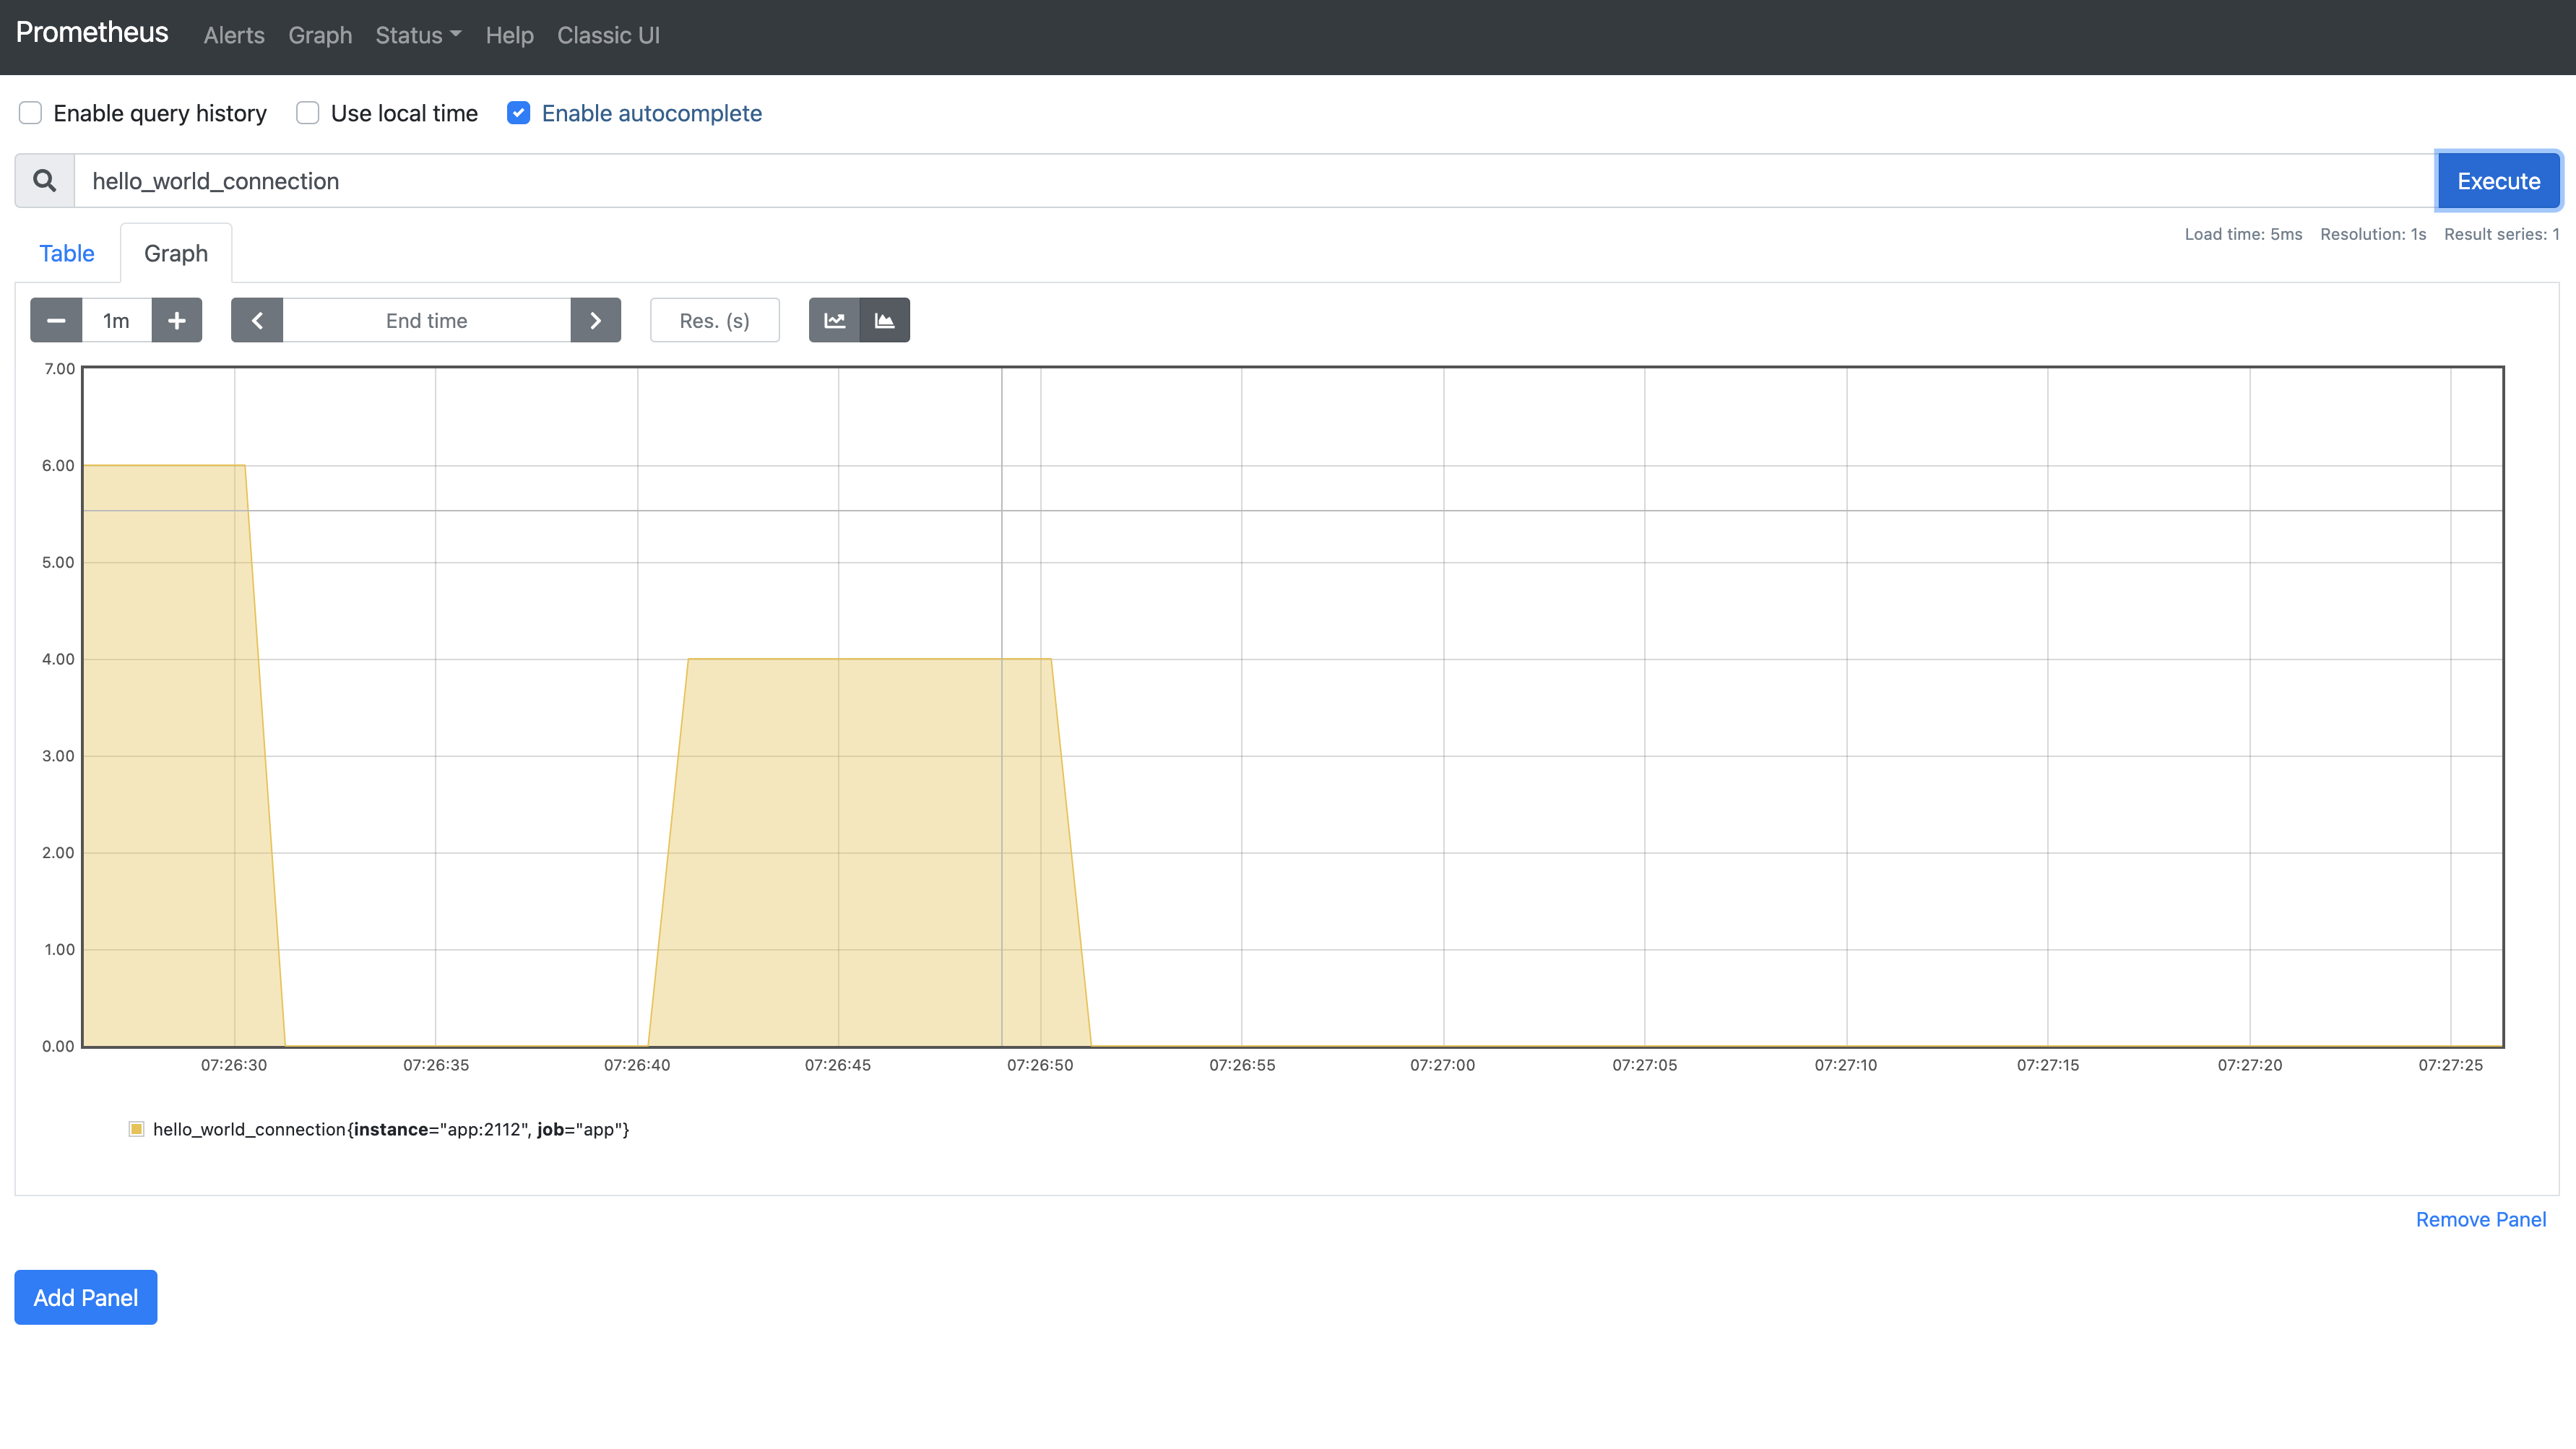 Prometheus Alerts Graph Status Help Classic UI
Enable query history Use local time Enable autocomplete
hello_world_connection Execute
Table Graph Load time: 5ms Resolution: 1s Result series: 1
1m End time Res. (s)
7.00
6.00
5.00
4.00
3.00
2.00
1.00
0.00
07:26:30 07:26:35 07:26:40 07:26:45 07:26:50 07:26:55 07:27:00 07:27:05 07:27:10 07:27:15 07:27:20 07:27:25
hello_world_connection{instance="app:2112", job="app"}
Remove Panel
Add Panel